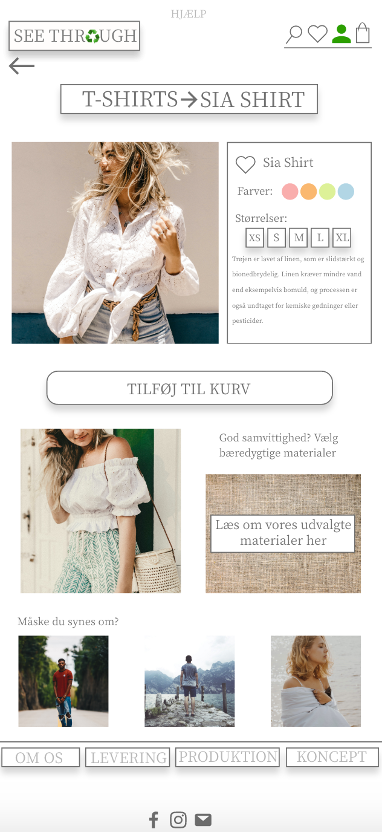 HJÆLP
SEE THROUGH
T-SHIRTS→SIA SHIRT
Sia Shirt
Farver:
Størrelser:
XS S M L XL
Trøjen er lavet af linen, som er slidstærkt og
bionedbrydelig. Linen kræver mindre vand
end eksempelvis bomuld, og processen er
også undtaget for kemiske gødninger eller
pesticider.
TILFØJ TIL KURV
God samvittighed? Vælg
bæredygtige materialer
Læs om vores udvalgte
materialer her
Måske du synes om?
OM OS LEVERING PRODUKTION KONCEPT